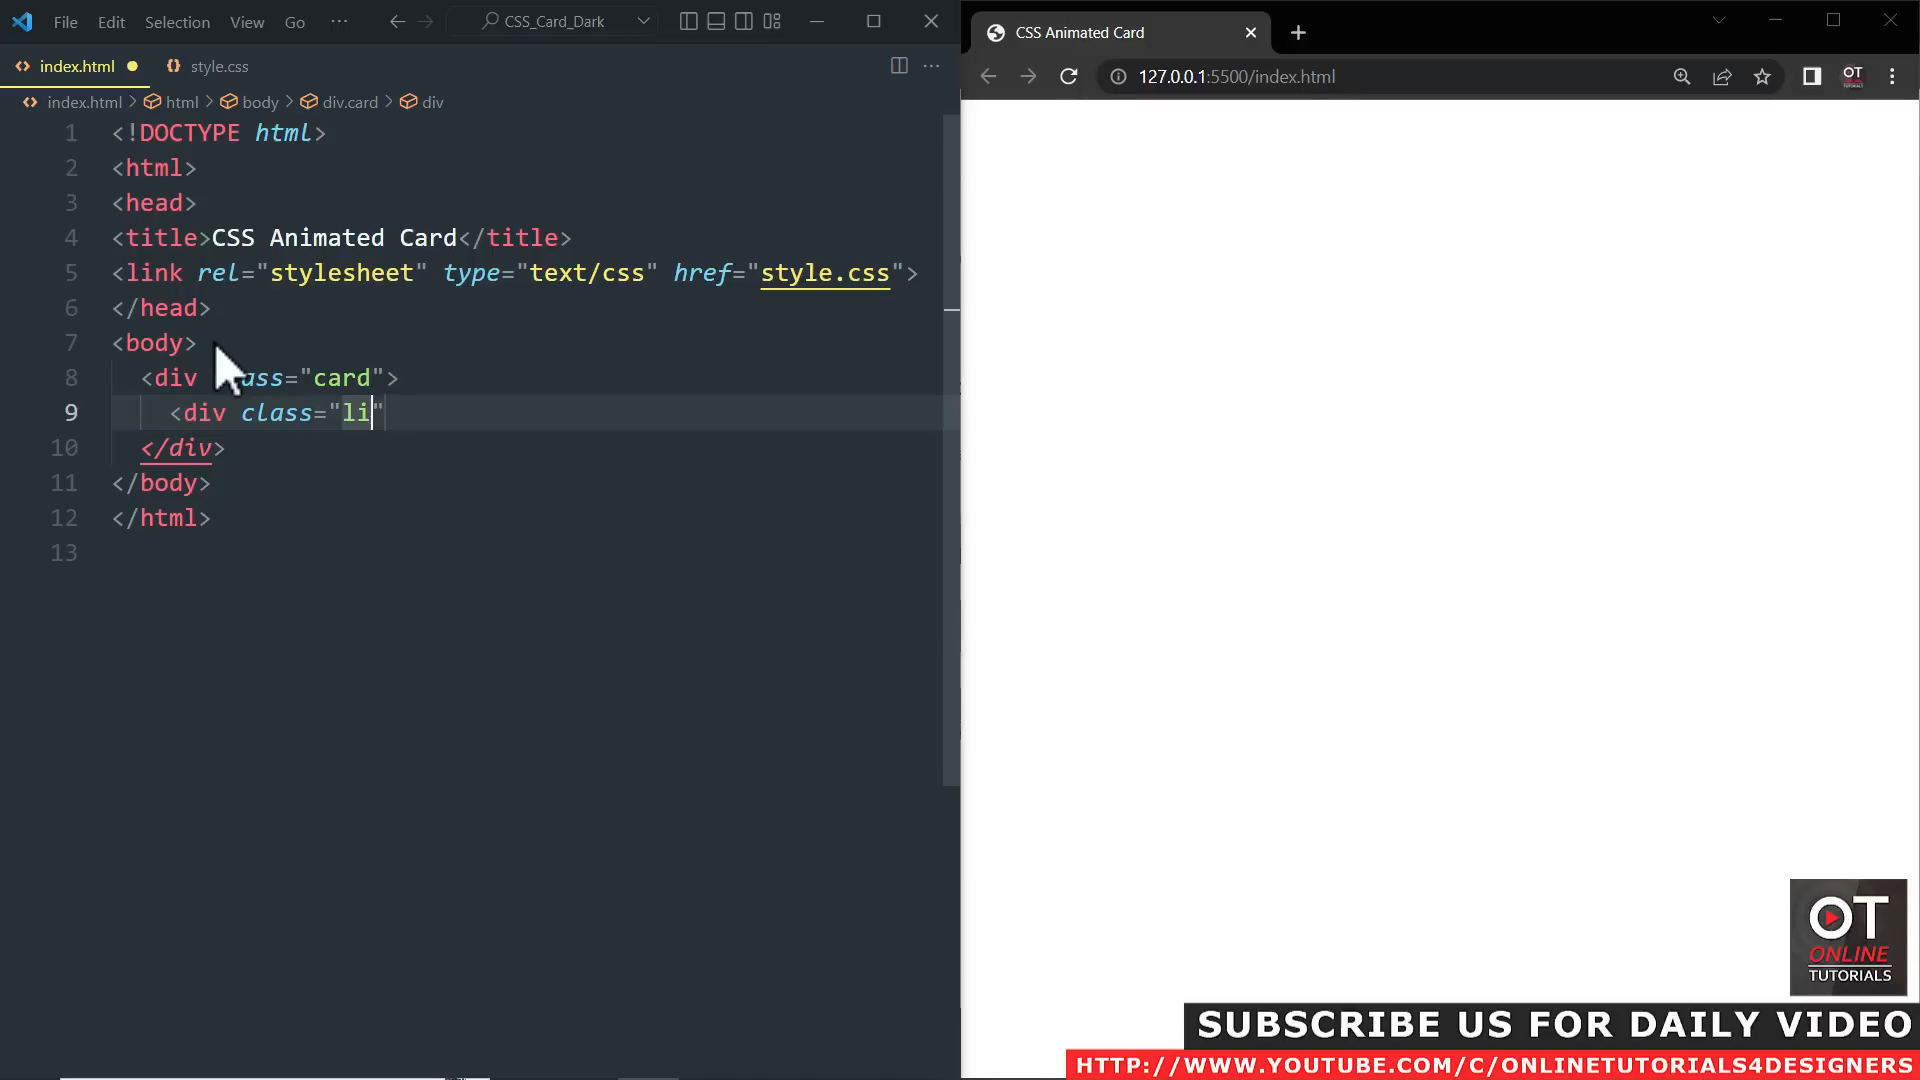 File Edit Selection View Go ··· CSS_Card_Dark
index.html style.css
index.html > html > body > div.card > div
1 <!DOCTYPE html>
2 <html>
3 <head>
4 <title>CSS Animated Card</title>
5 <link rel="stylesheet" type="text/css" href="style.css">
6 </head>
7 <body>
8 <div ass="card">
9 <div class="li"
10 </div>
11 </body>
12 </html>
13
CSS Animated Card
127.0.0.1:5500/index.html
OT
ONLINE
TUTORIALS
SUBSCRIBE US FOR DAILY VIDEO
HTTP://WWW.YOUTUBE.COM/C/ONLINETUTORIALS4DESIGNERS